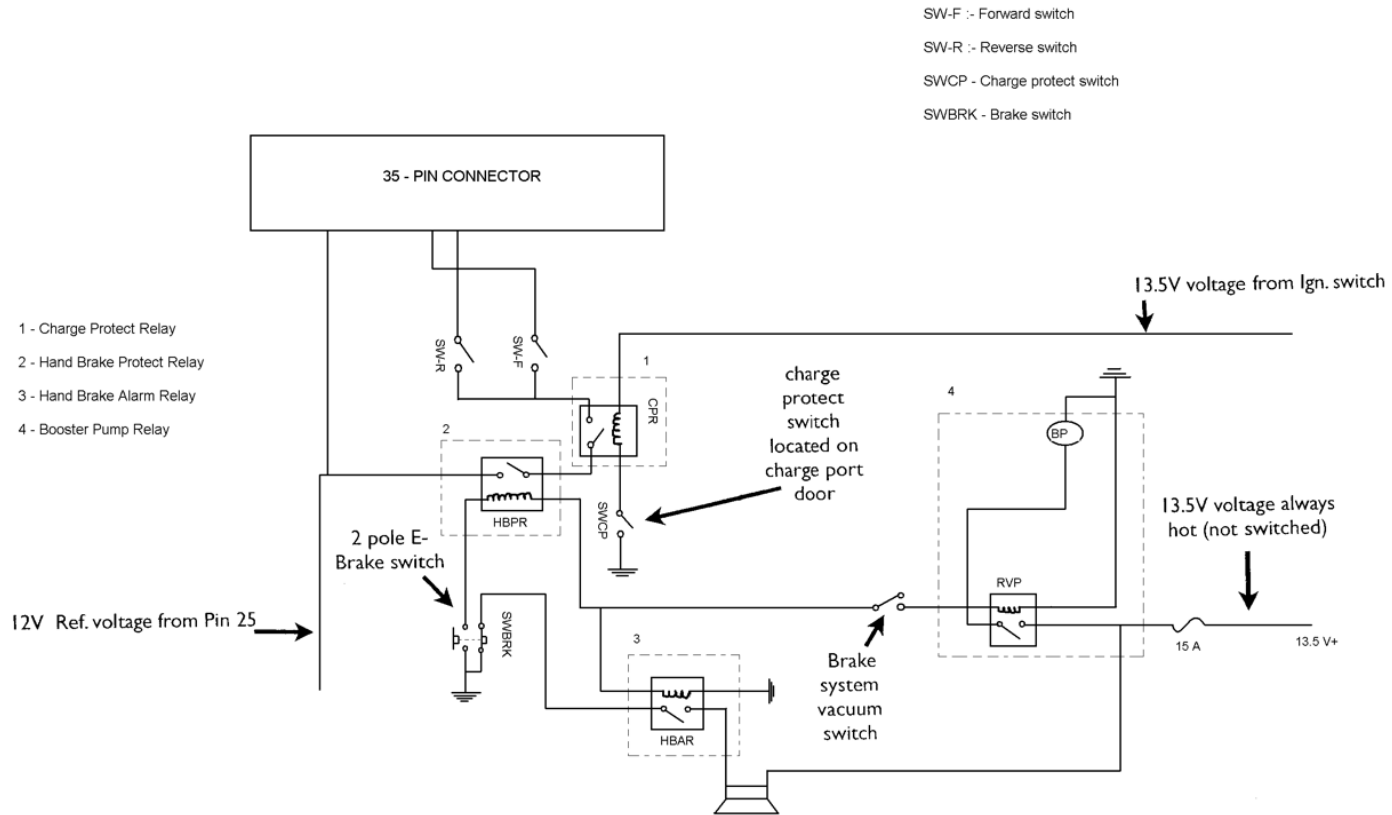 SW-F :- Forward switch
SW-R :- Reverse switch
SWCP - Charge protect switch
SWBRK - Brake switch
35 - PIN CONNECTOR
13.5V voltage from Ign. switch
1 - Charge Protect Relay
2 - Hand Brake Protect Relay
3 - Hand Brake Alarm Relay
4 - Booster Pump Relay
SW-R
SW-F
1
CPR
charge
protect
switch
located on
charge port
door
4
BP
2
HBPR
SWCP
13.5V voltage always
hot (not switched)
2 pole E-
Brake switch
RVP
12V Ref. voltage from Pin 25
SWBRK
3
15 A
13.5 V+
Brake
system
vacuum
switch
HBAR